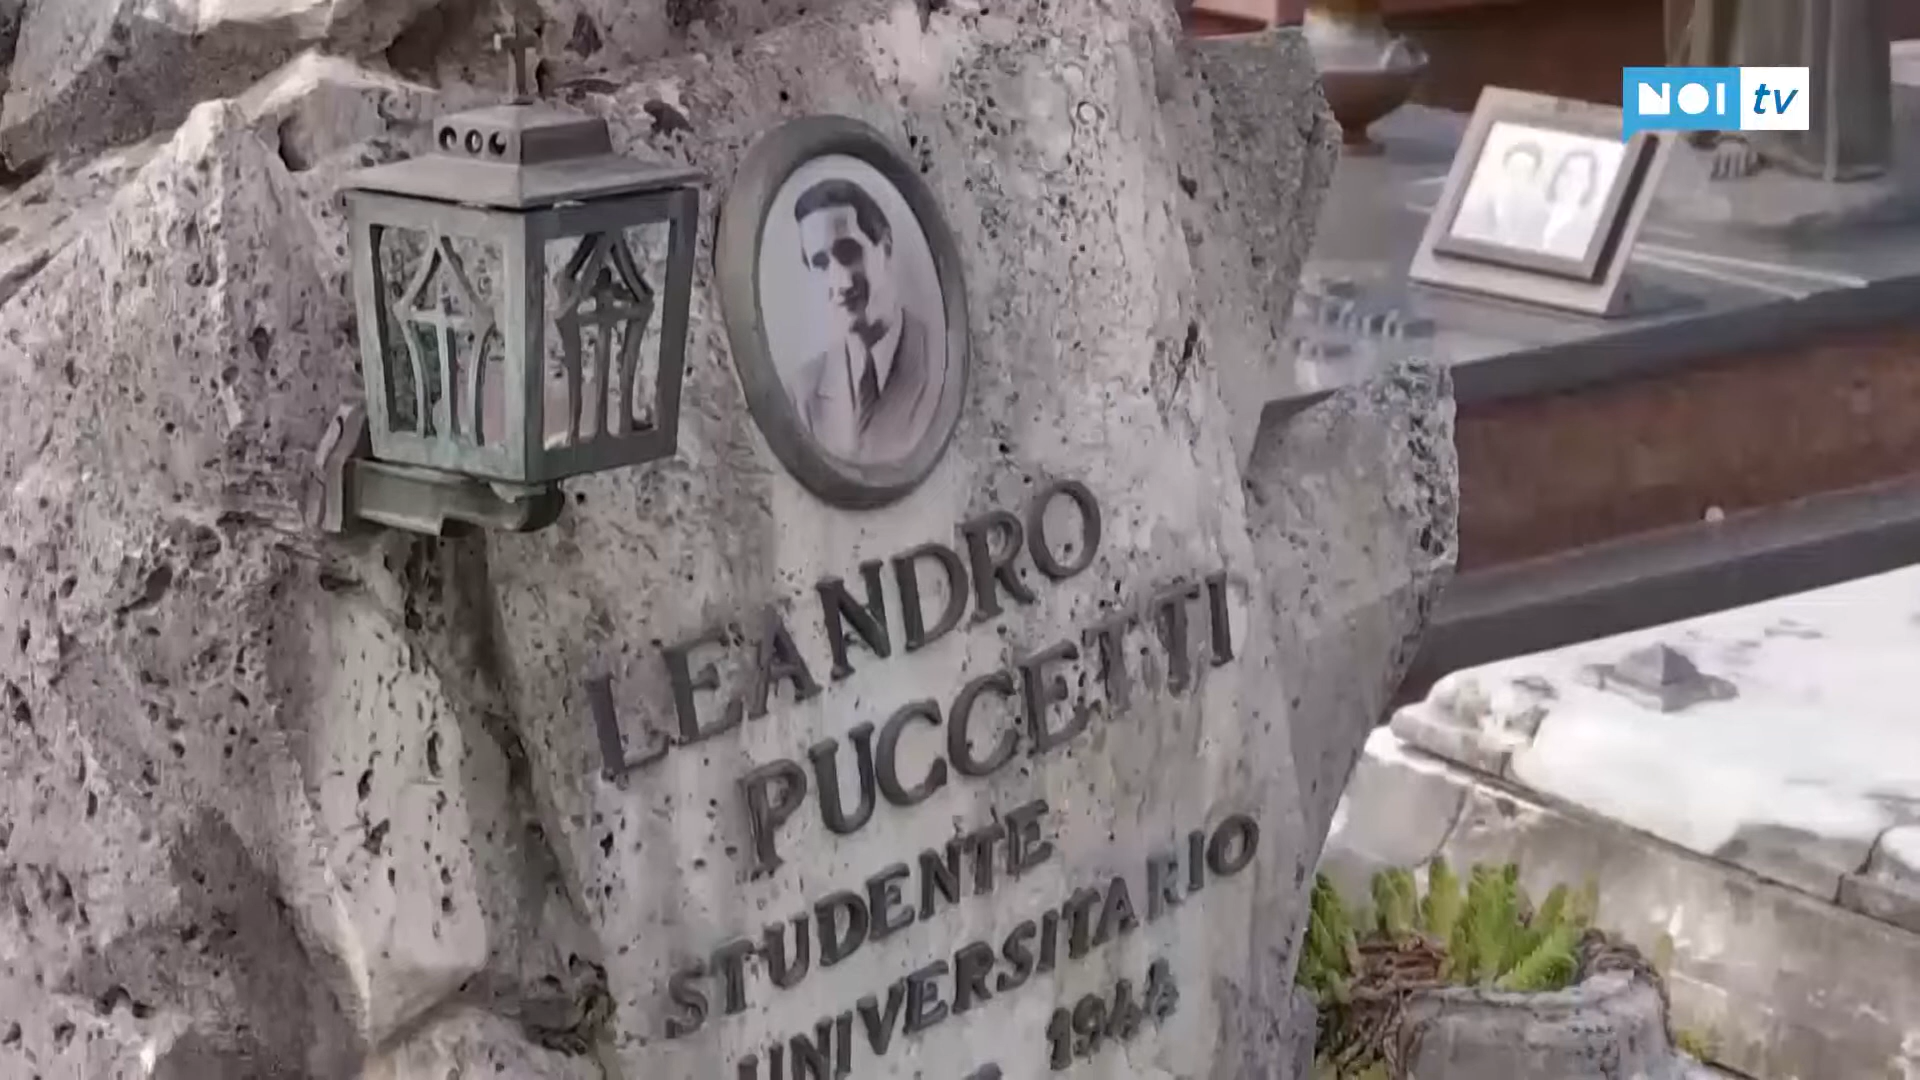 NOI tv
LEANDRO
PUCCETTI
STUDENTE
UNIVERSITARIO
1944